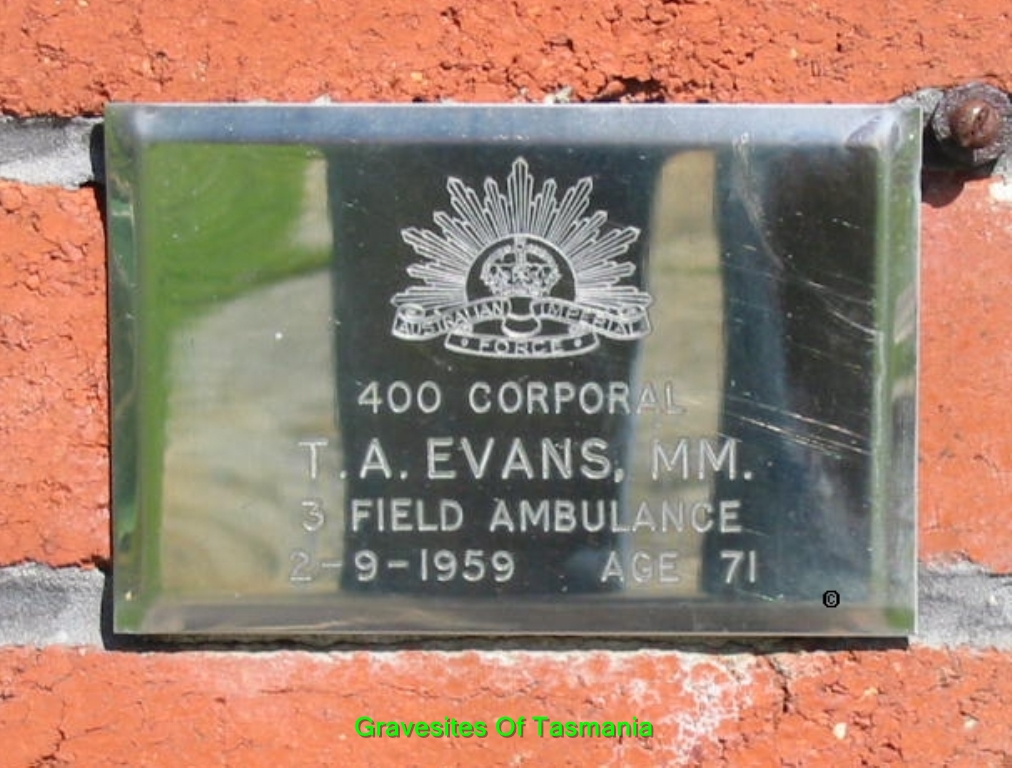 AUSTRALIAN IMPERIAL
FORCE
400 CORPORAL
T. A. EVANS, MM.
3 FIELD AMBULANCE
2-9-1959 AGE 71
©
Gravesites Of Tasmania